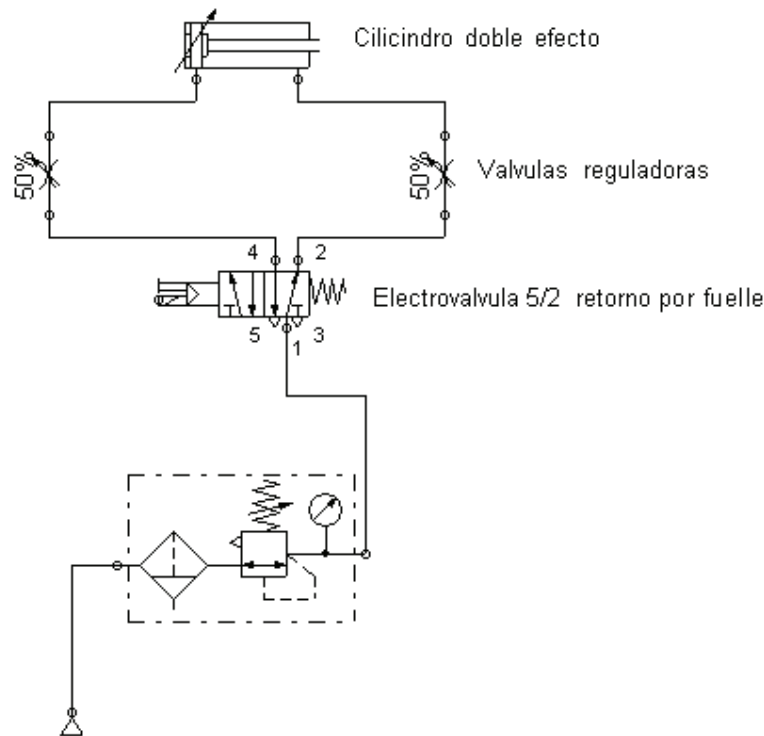 Cilicindro doble efecto
50%
50%
Valvulas reguladoras
4
2
Electrovalvula 5/2 retorno por fuelle
5
1
3